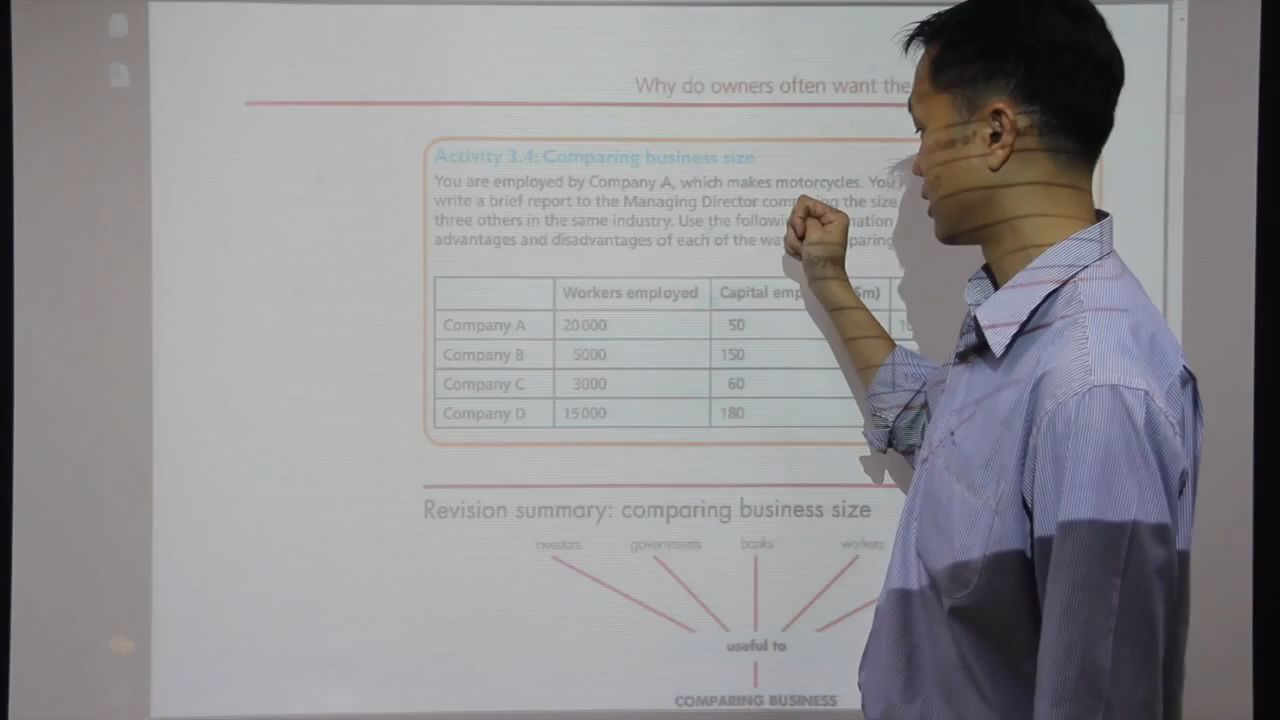 Why do owners often want the
Activity 3.4: Comparing business size
You are employed by Company A, which makes motorcycles. You
write a brief report to the Managing Director the size
three others in the same industry. Use the
advantages and disadvantages of each of the
Workers employed Capital
Company A 20000 50
Company B 5000 150
Company C 3000 60
Company D 15000 180
Revision summary: comparing business size
investors governments banks workers
useful to
COMPARING BUSINESS